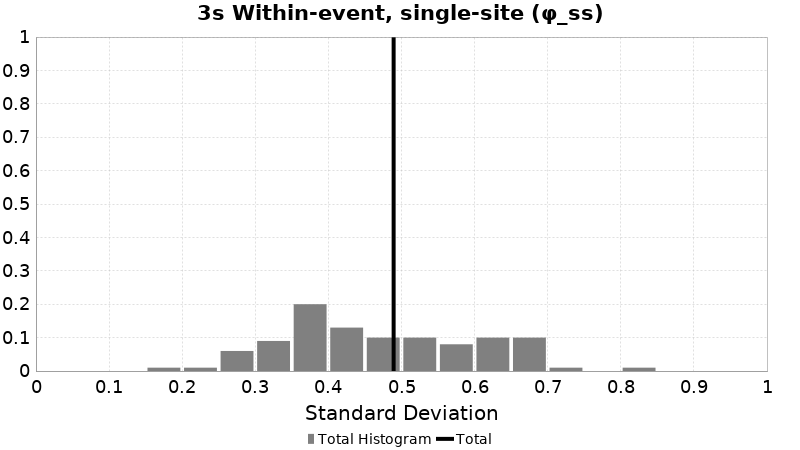 3s Within-event, single-site (φ_ss)
1
0.9
0.8
0.7
0.6
0.5
0.4
0.3
0.2
0.1
0
0 0.1 0.2 0.3 0.4 0.5 0.6 0.7 0.8 0.9 1
Standard Deviation
Total Histogram Total